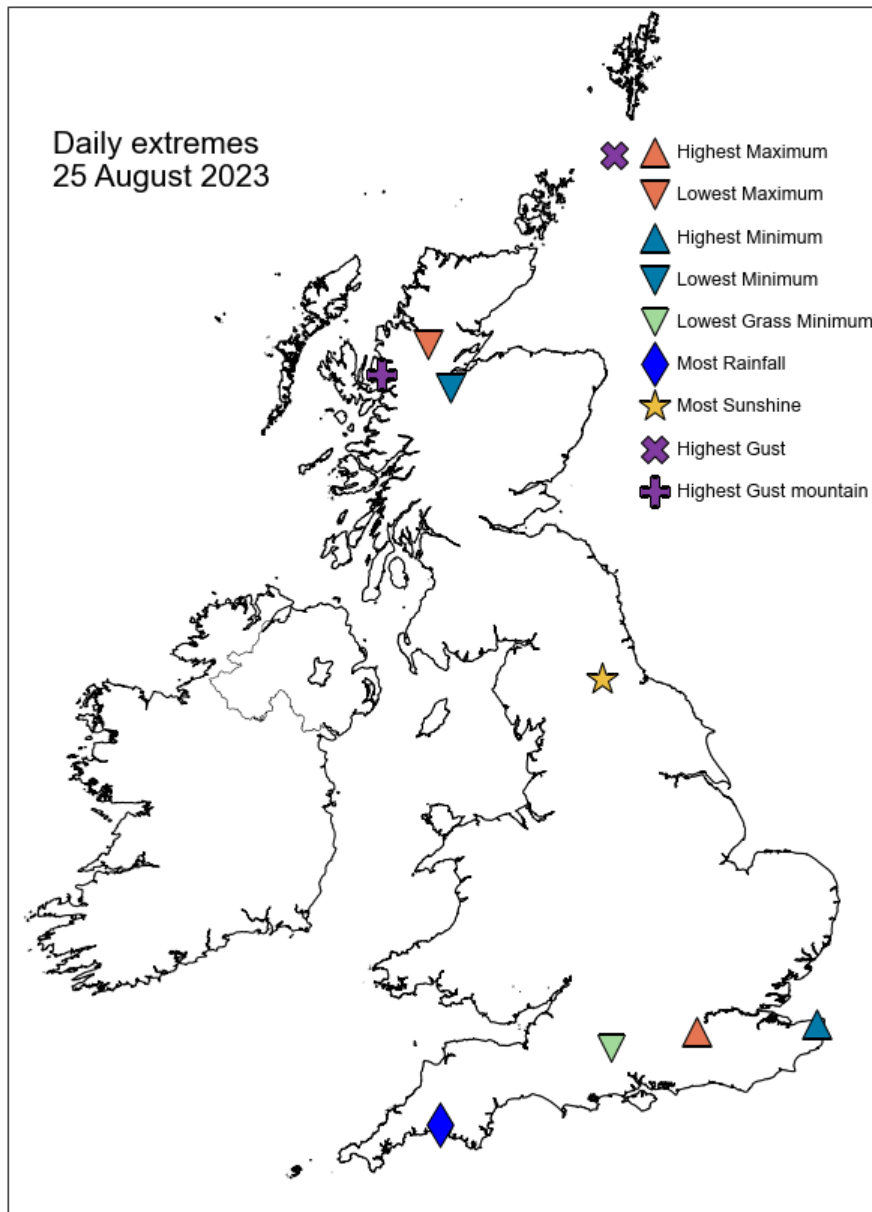 Daily extremes
25 August 2023
Highest Maximum
Lowest Maximum
Highest Minimum
Lowest Minimum
Lowest Grass Minimum
Most Rainfall
Most Sunshine
Highest Gust
Highest Gust mountain